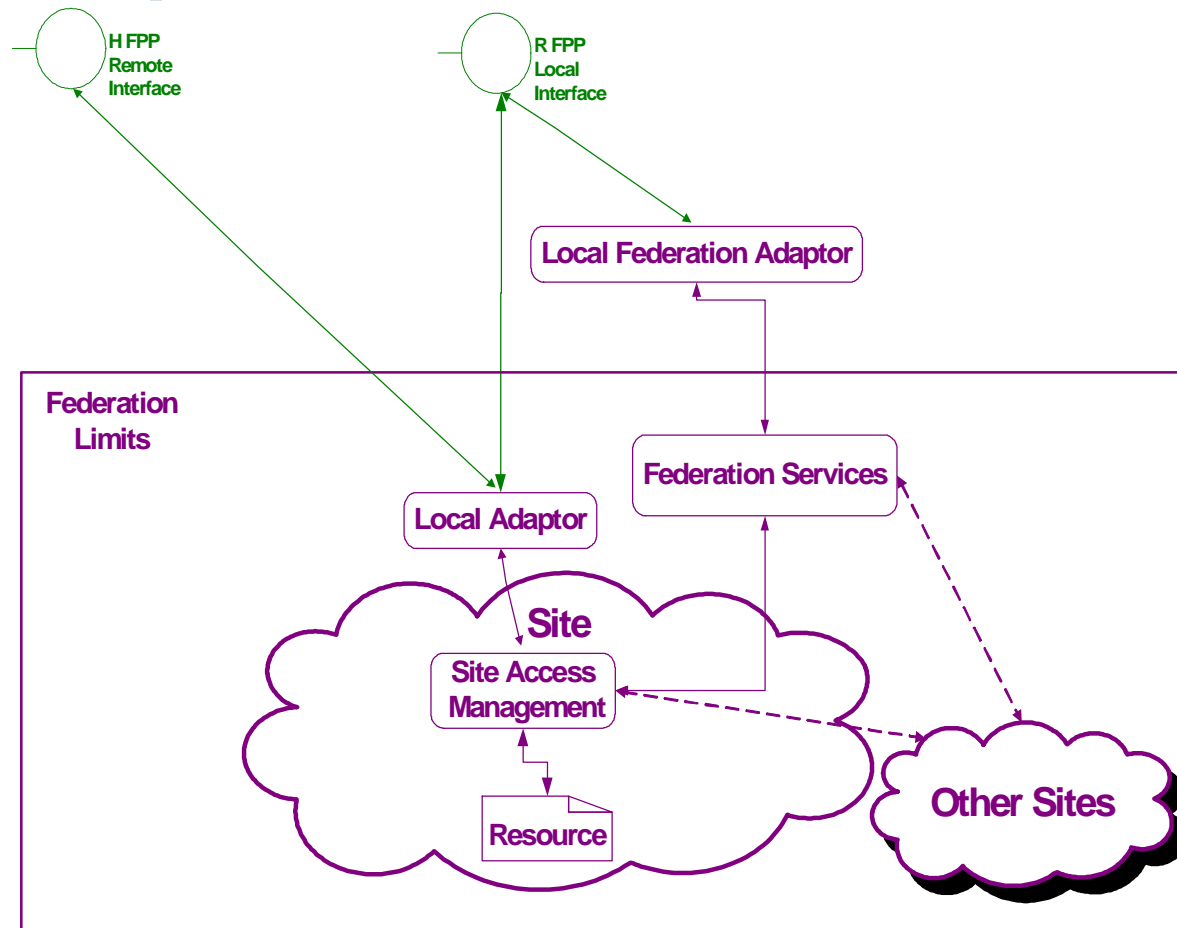 H FPP
Remote
Interface
R FPP
Local
Interface
Local Federation Adaptor
Federation
Limits
Federation Services
Local Adaptor
Site
Site Access
Management
Other Sites
Resource